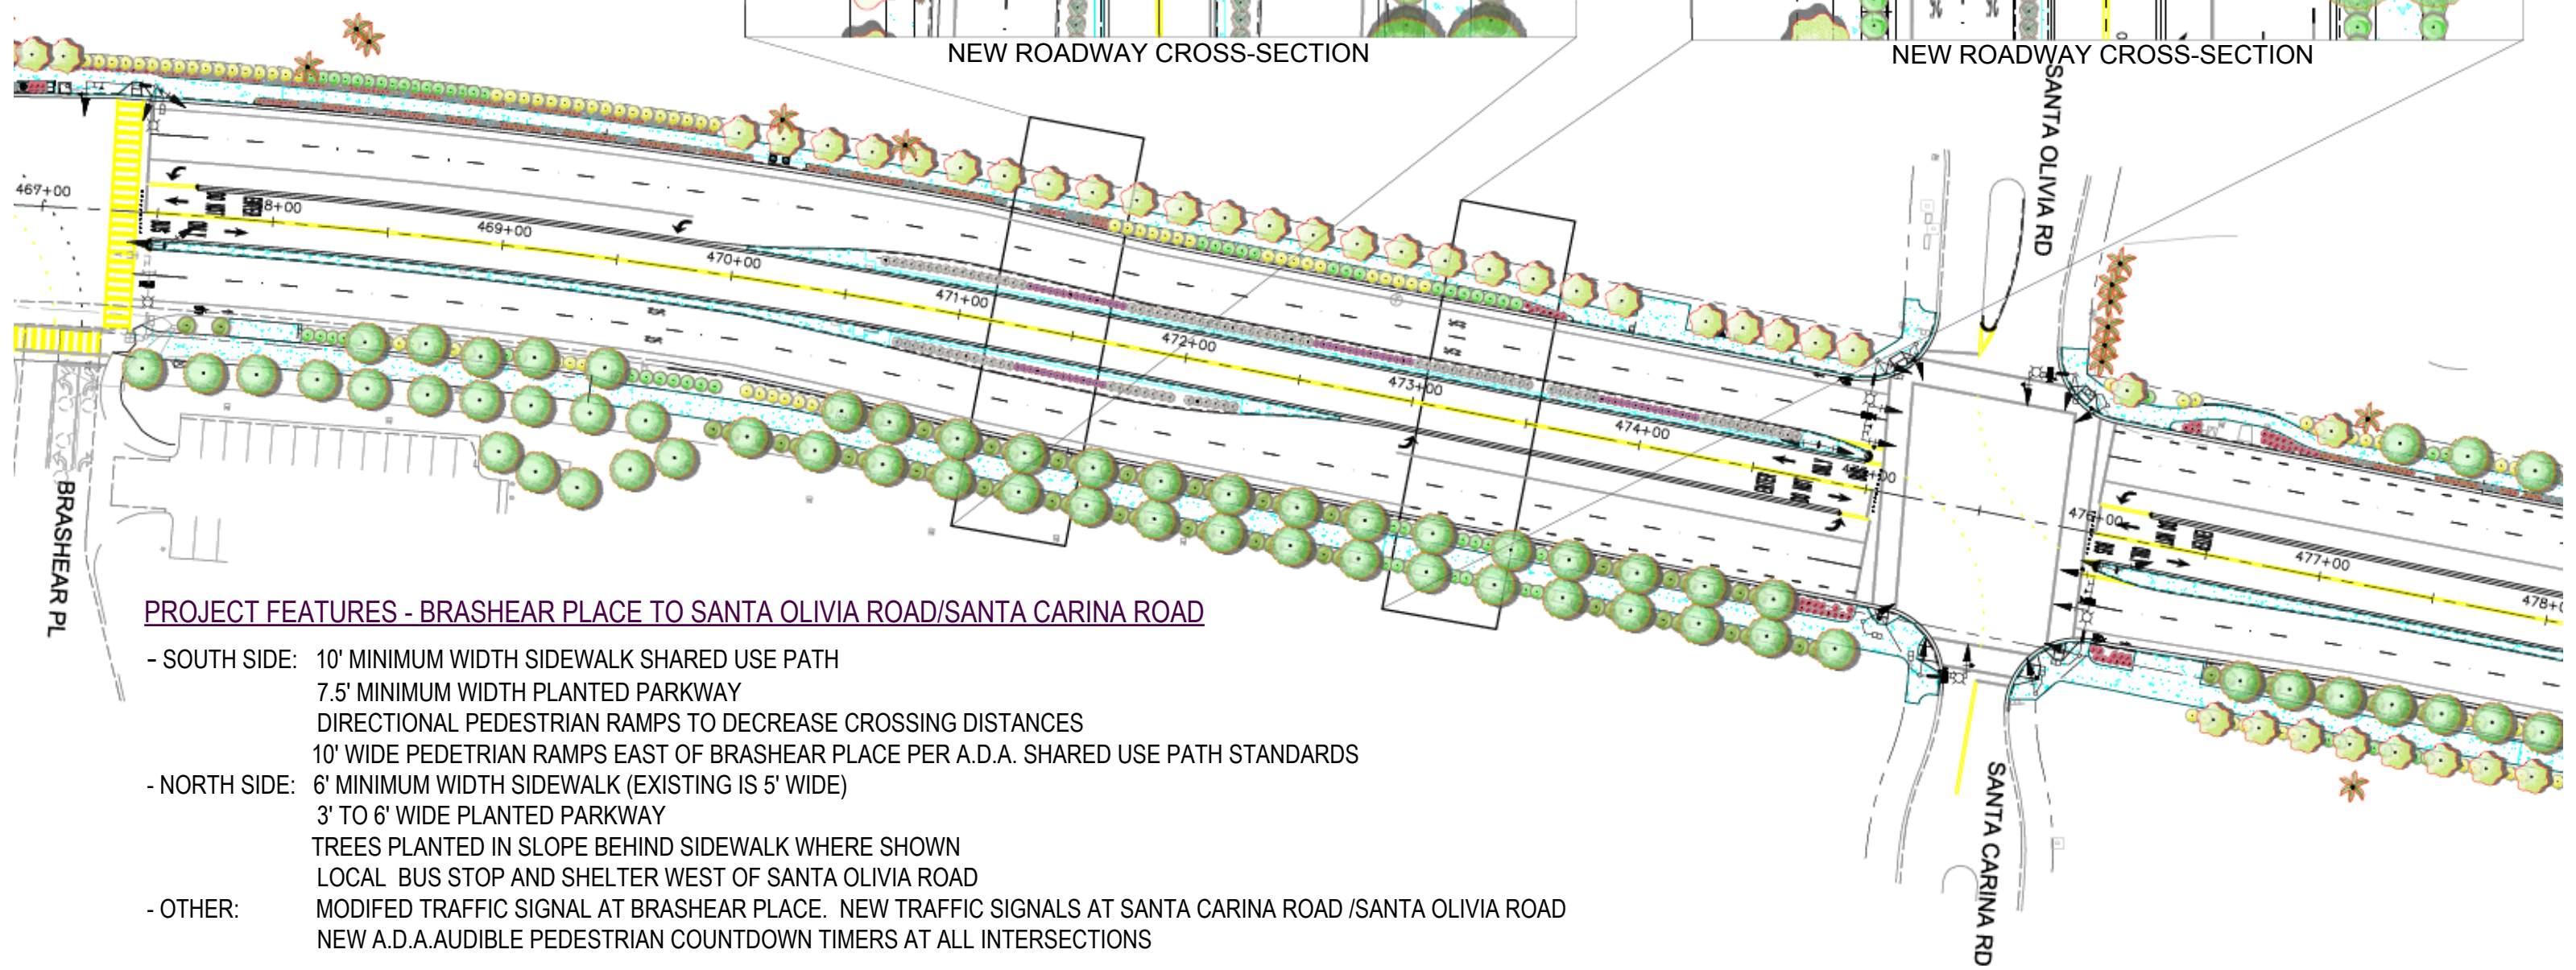 NEW ROADWAY CROSS-SECTION
NEW ROADWAY CROSS-SECTION
SANTA OLIVIA RD
467+00
8+00
469+00
470+00
471+00
472+00
473+00
474+00
476+00
477+00
478+0
BRASHEAR PL
SANTA CARINA RD
PROJECT FEATURES - BRASHEAR PLACE TO SANTA OLIVIA ROAD/SANTA CARINA ROAD
- SOUTH SIDE: 10' MINIMUM WIDTH SIDEWALK SHARED USE PATH
7.5' MINIMUM WIDTH PLANTED PARKWAY
DIRECTIONAL PEDESTRIAN RAMPS TO DECREASE CROSSING DISTANCES
10' WIDE PEDETRIAN RAMPS EAST OF BRASHEAR PLACE PER A.D.A. SHARED USE PATH STANDARDS
- NORTH SIDE: 6' MINIMUM WIDTH SIDEWALK (EXISTING IS 5' WIDE)
3' TO 6' WIDE PLANTED PARKWAY
TREES PLANTED IN SLOPE BEHIND SIDEWALK WHERE SHOWN
LOCAL BUS STOP AND SHELTER WEST OF SANTA OLIVIA ROAD
- OTHER: MODIFED TRAFFIC SIGNAL AT BRASHEAR PLACE. NEW TRAFFIC SIGNALS AT SANTA CARINA ROAD /SANTA OLIVIA ROAD
NEW A.D.A.AUDIBLE PEDESTRIAN COUNTDOWN TIMERS AT ALL INTERSECTIONS